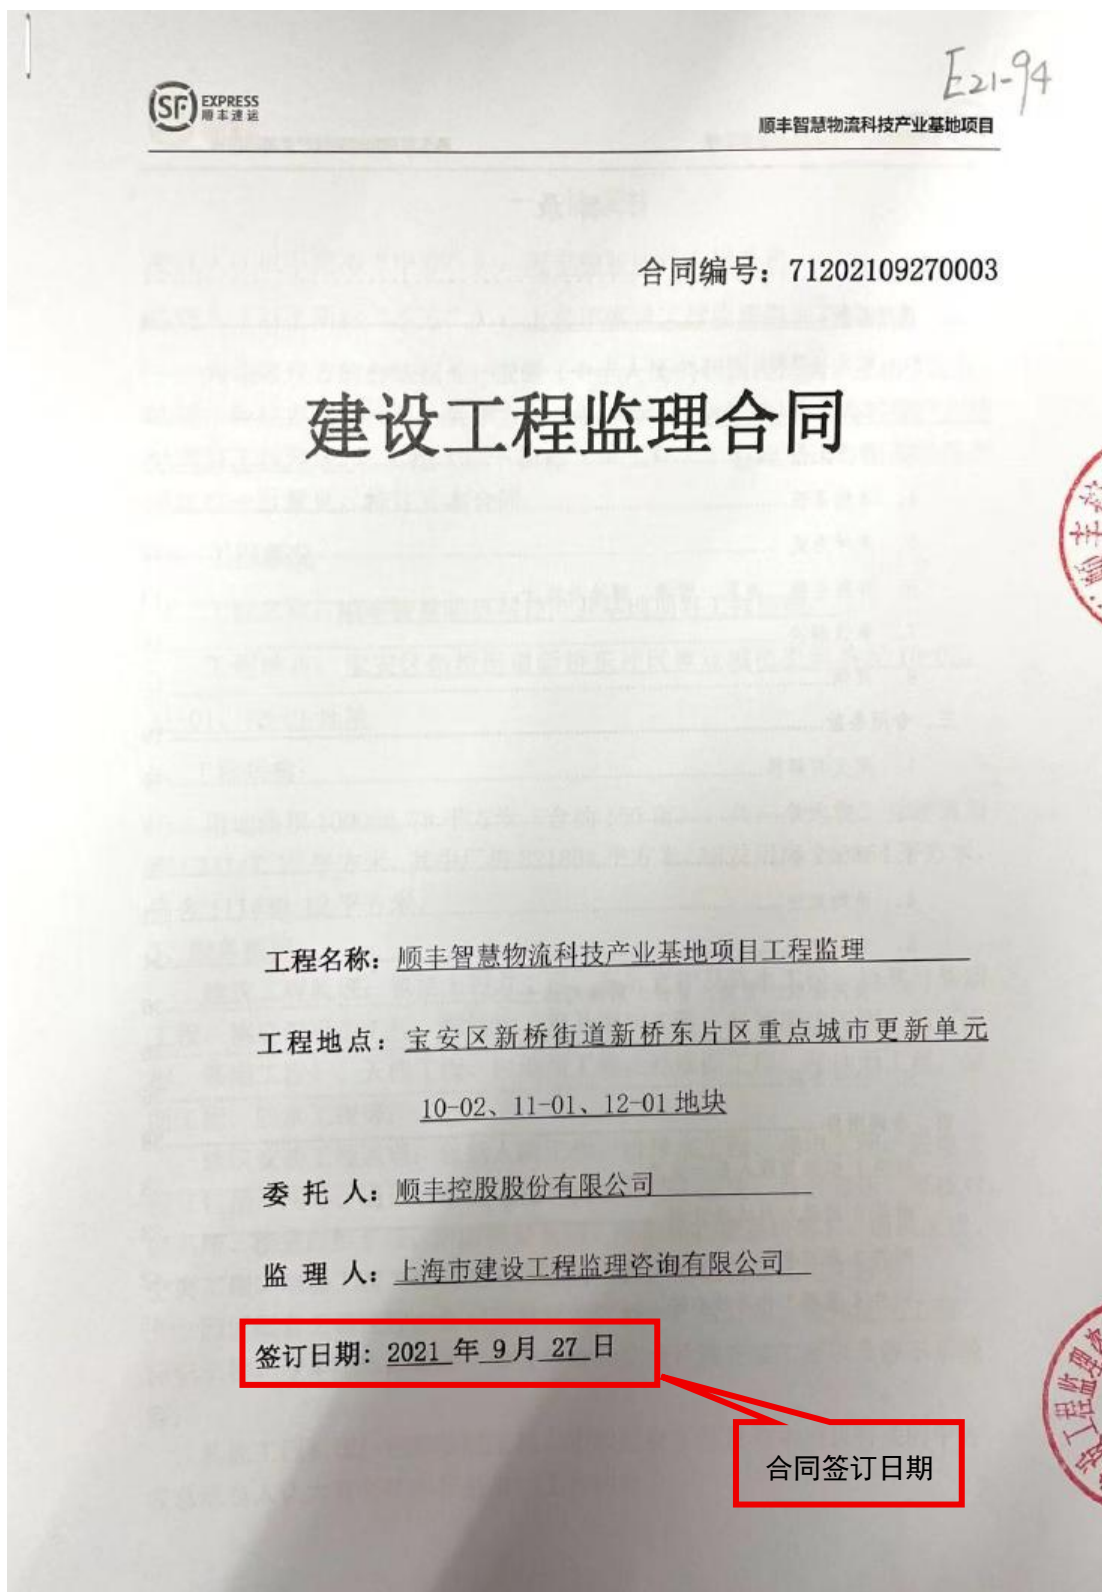 E21-94
SF EXPRESS
顺丰速运
顺丰智慧物流科技产业基地项目
合同编号：71202109270003
建设工程监理合同
工程名称：顺丰智慧物流科技产业基地项目工程监理
工程地点：宝安区新桥街道新桥东片区重点城市更新单元
10-02、11-01、12-01 地块
委 托 人：顺丰控股股份有限公司
监 理 人：上海市建设工程监理咨询有限公司
签订日期: 2021 年 9 月 27 日
合同签订日期